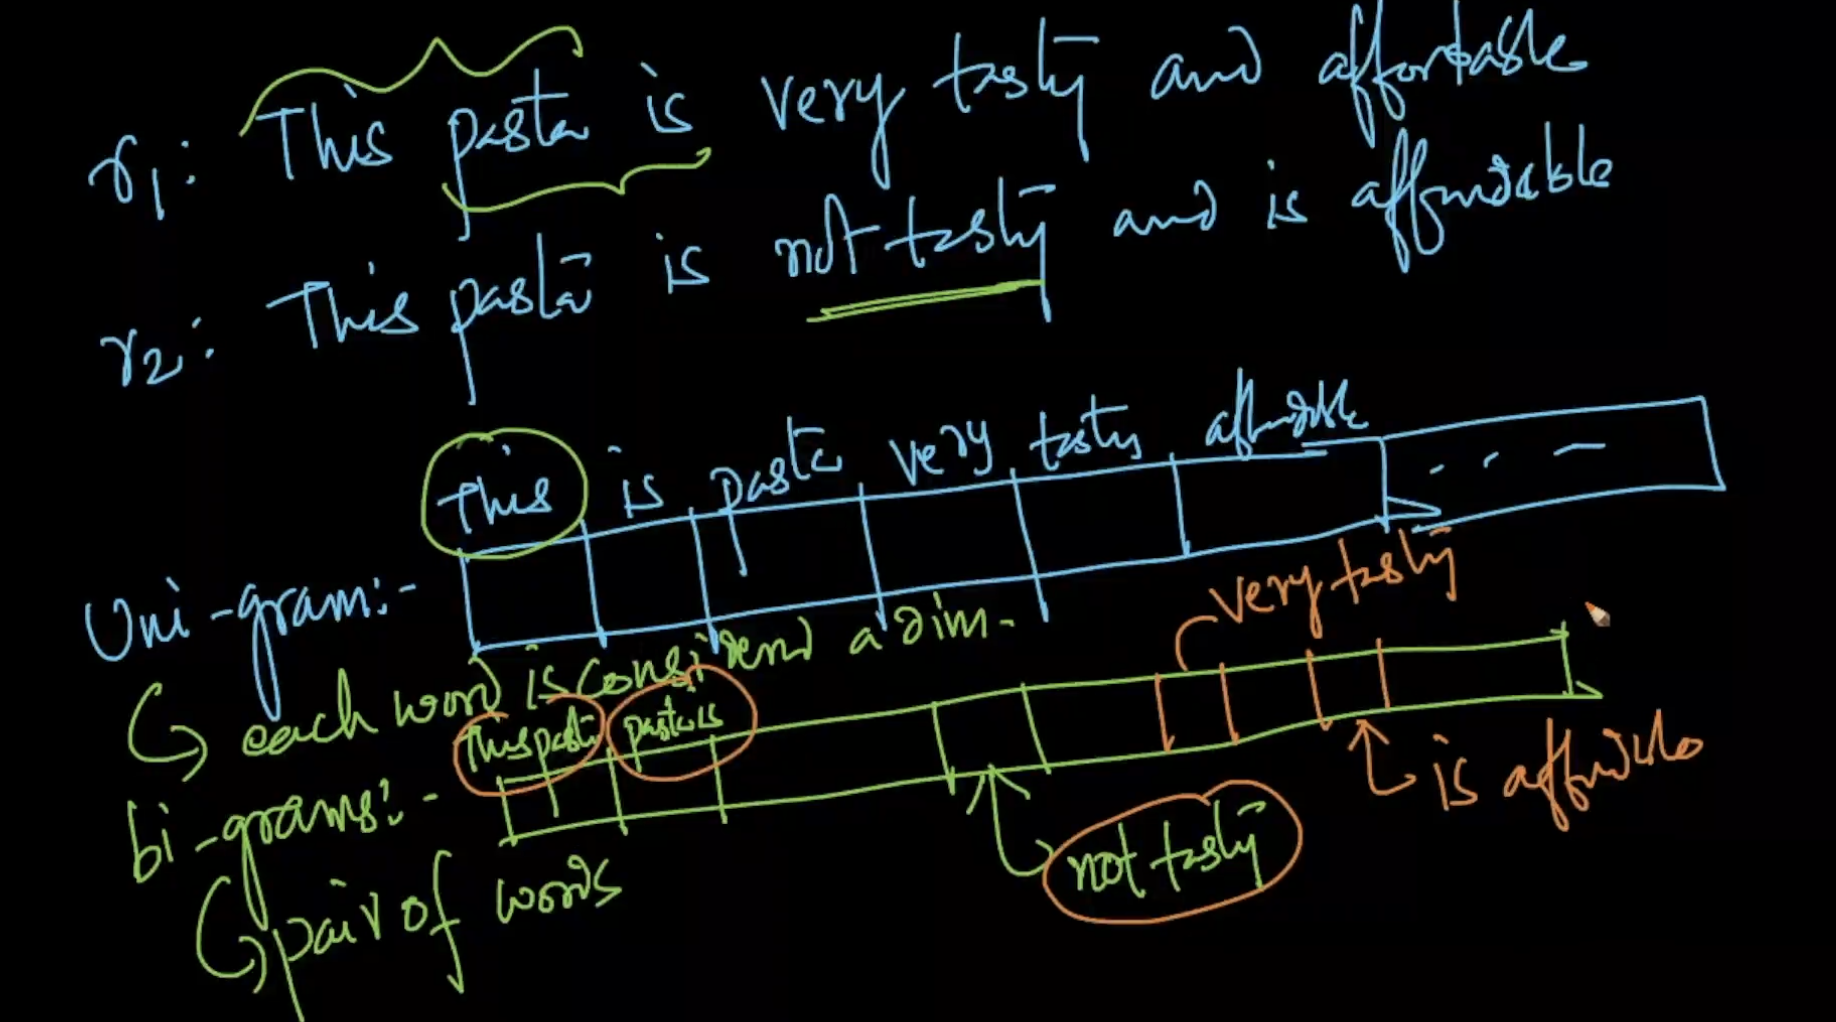 r1: This pasta is very tasty and affordable
r2: This pasta is not tasty and is affordable
This is pasta very tasty affordable
Uni-gram:-
each word is considered a dim-
very tasty
This pasta pasta is
bi-grams:-
not tasty
is affordable
pair of words